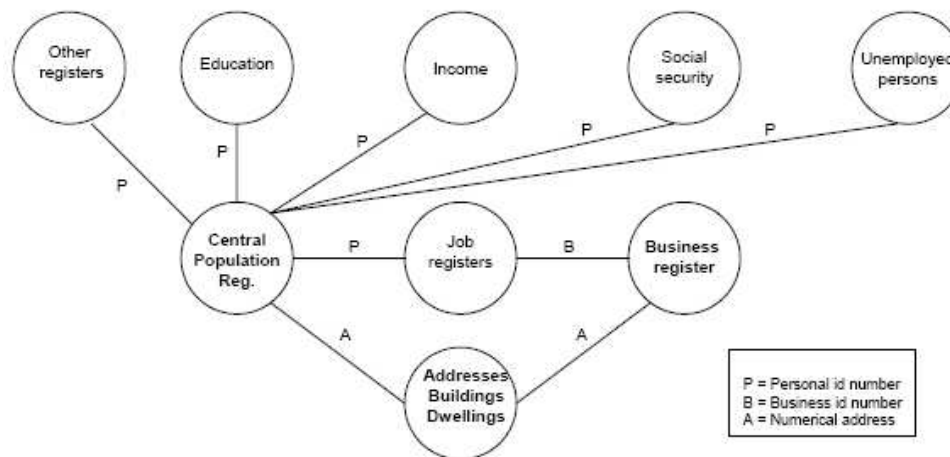 Other
registers
Education
Income
Social
security
Unemployed
persons
P
P
P
P
P
Central
Population
Reg.
P
Job
registers
B
Business
register
A
A
Addresses
Buildings
Dwellings
P = Personal id number
B = Business id number
A = Numerical address